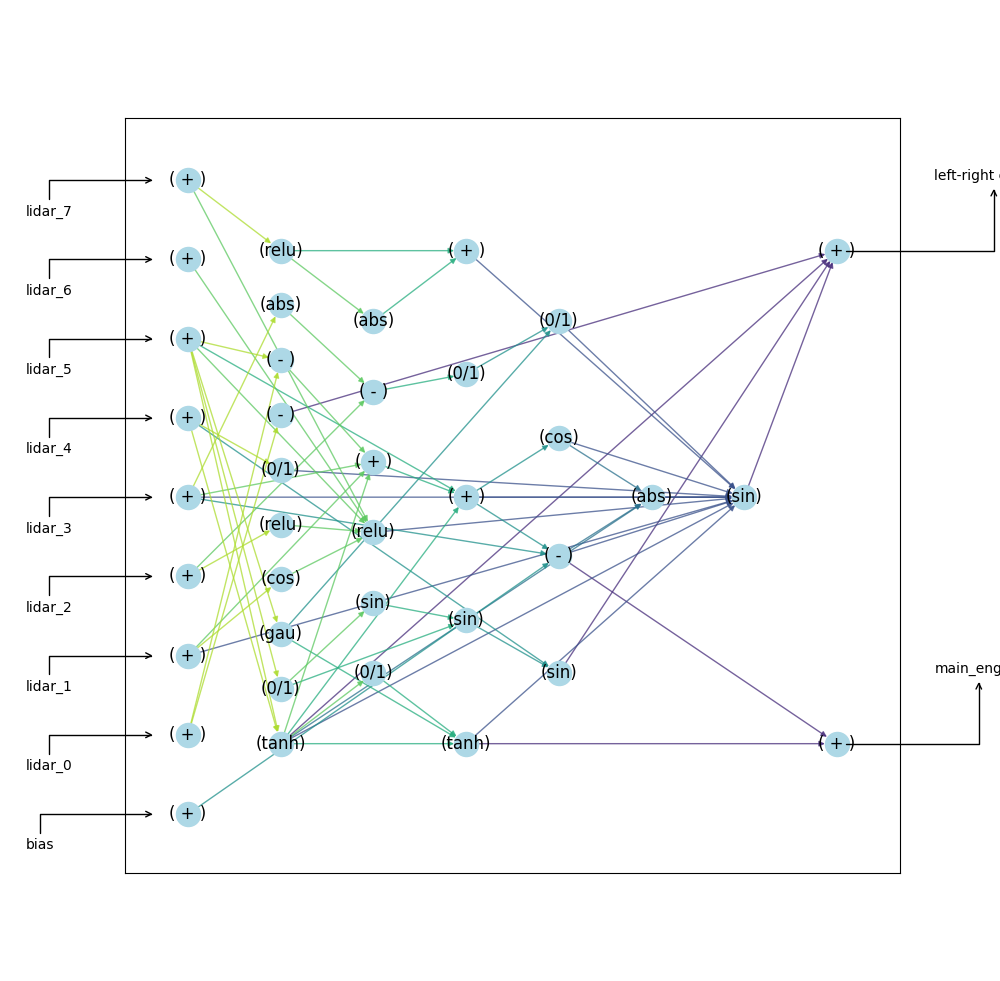 left-right
( + )
lidar_7
(relu)
( + )
( + )
( + )
lidar_6
(abs)
(abs)
(0/1)
( + )
( - )
(0/1)
lidar_5
( - )
( - )
( + )
(cos)
lidar_4
(0/1)
( + )
( + )
( + )
(abs)
(sin)
lidar_3
(relu)
(relu)
( - )
( + )
(cos)
lidar_2
(sin)
(gau)
(sin)
( + )
main_eng
lidar_1
(0/1)
(0/1)
(sin)
( + )
(tanh)
(tanh)
( + )
lidar_0
( + )
bias